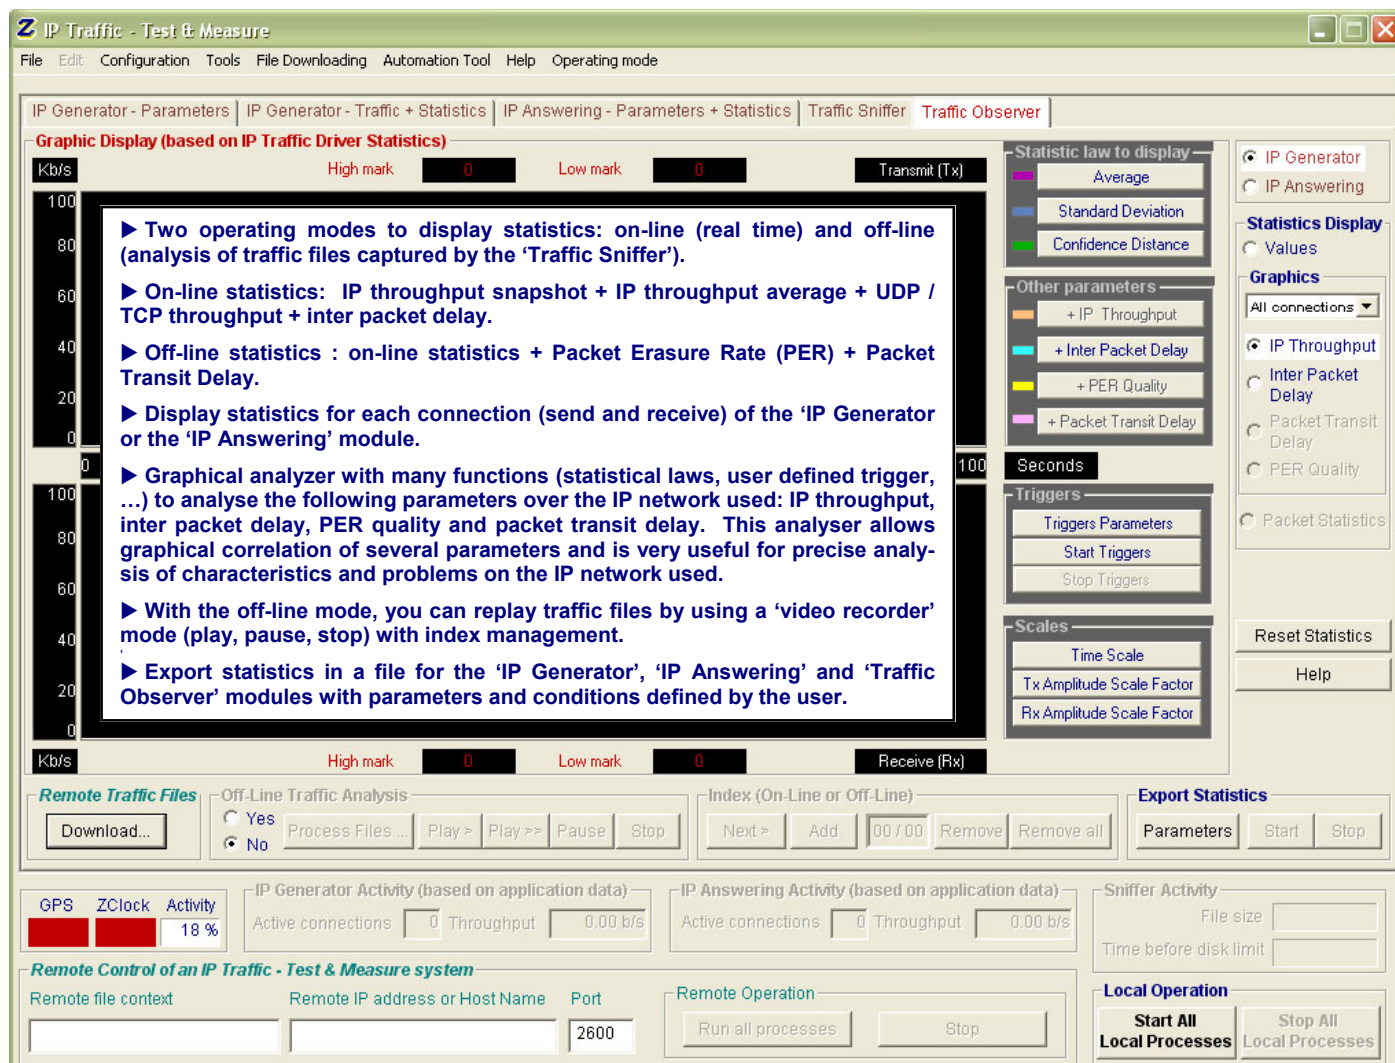 Z IP Traffic - Test & Measure
File Edit Configuration Tools File Downloading Automation Tool Help Operating mode
IP Generator - Parameters IP Generator - Traffic + Statistics IP Answering - Parameters + Statistics Traffic Sniffer Traffic Observer
Graphic Display (based on IP Traffic Driver Statistics)
Kb/s High mark 0 Low mark 0 Transmit (Tx)
100
80
60
40
20
0
0 100 Seconds
▶ Two operating modes to display statistics: on-line (real time) and off-line
(analysis of traffic files captured by the ‘Traffic Sniffer’).
▶ On-line statistics: IP throughput snapshot + IP throughput average + UDP /
TCP throughput + inter packet delay.
▶ Off-line statistics : on-line statistics + Packet Erasure Rate (PER) + Packet
Transit Delay.
▶ Display statistics for each connection (send and receive) of the ‘IP Generator
or the ‘IP Answering’ module.
▶ Graphical analyzer with many functions (statistical laws, user defined trigger,
…) to analyse the following parameters over the IP network used: IP throughput,
inter packet delay, PER quality and packet transit delay. This analyser allows
graphical correlation of several parameters and is very useful for precise analy-
sis of characteristics and problems on the IP network used.
▶ With the off-line mode, you can replay traffic files by using a ‘video recorder’
mode (play, pause, stop) with index management.
▶ Export statistics in a file for the ‘IP Generator’, ‘IP Answering’ and ‘Traffic
Observer’ modules with parameters and conditions defined by the user.
100
80
60
40
20
0
Kb/s High mark 0 Low mark 0 Receive (Rx)
Statistic law to display
Average
Standard Deviation
Confidence Distance
Other parameters
+ IP Throughput
+ Inter Packet Delay
+ PER Quality
+ Packet Transit Delay
Triggers
Triggers Parameters
Start Triggers
Stop Triggers
Scales
Time Scale
Tx Amplitude Scale Factor
Rx Amplitude Scale Factor
IP Generator
IP Answering
Statistics Display
Values
Graphics
All connections
IP Throughput
Inter Packet
Delay
Packet Transit
Delay
PER Quality
Packet Statistics
Reset Statistics
Help
Remote Traffic Files
Download...
Off-Line Traffic Analysis
Yes
No
Process Files ... Play > Play >> Pause Stop
Index (On-Line or Off-Line)
Next > Add 00 / 00 Remove Remove all
Export Statistics
Parameters Start Stop
GPS ZClock Activity
18 %
IP Generator Activity (based on application data)
Active connections 0 Throughput 0.00 b/s
IP Answering Activity (based on application data)
Active connections 0 Throughput 0.00 b/s
Sniffer Activity
File size
Time before disk limit
Remote Control of an IP Traffic - Test & Measure system
Remote file context Remote IP address or Host Name Port
2600
Remote Operation
Run all processes Stop
Local Operation
Start All
Local Processes
Stop All
Local Processes